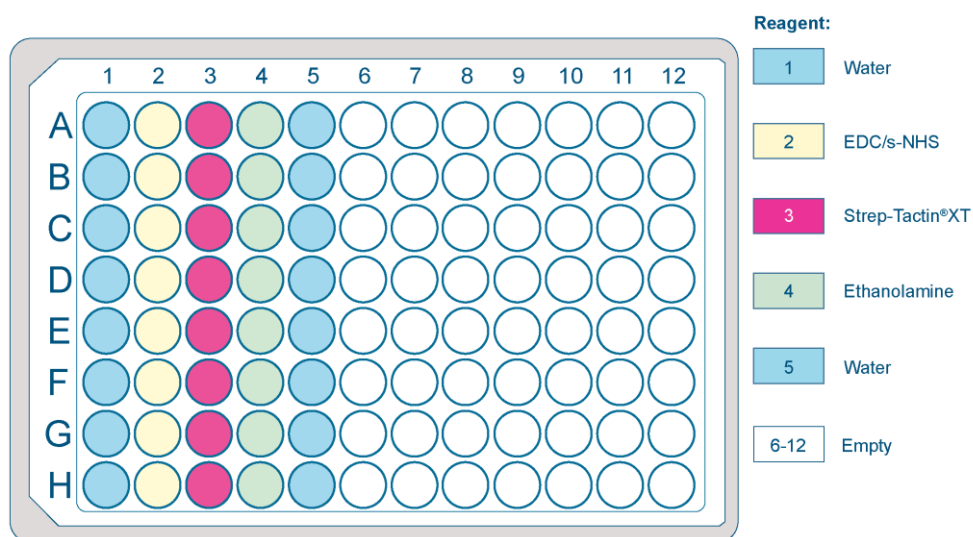 Reagent:
1 2 3 4 5 6 7 8 9 10 11 12
1 Water
A
2 EDC/s-NHS
B
3 Strep-Tactin®XT
C
D
4 Ethanolamine
E
5 Water
F
G
6-12 Empty
H